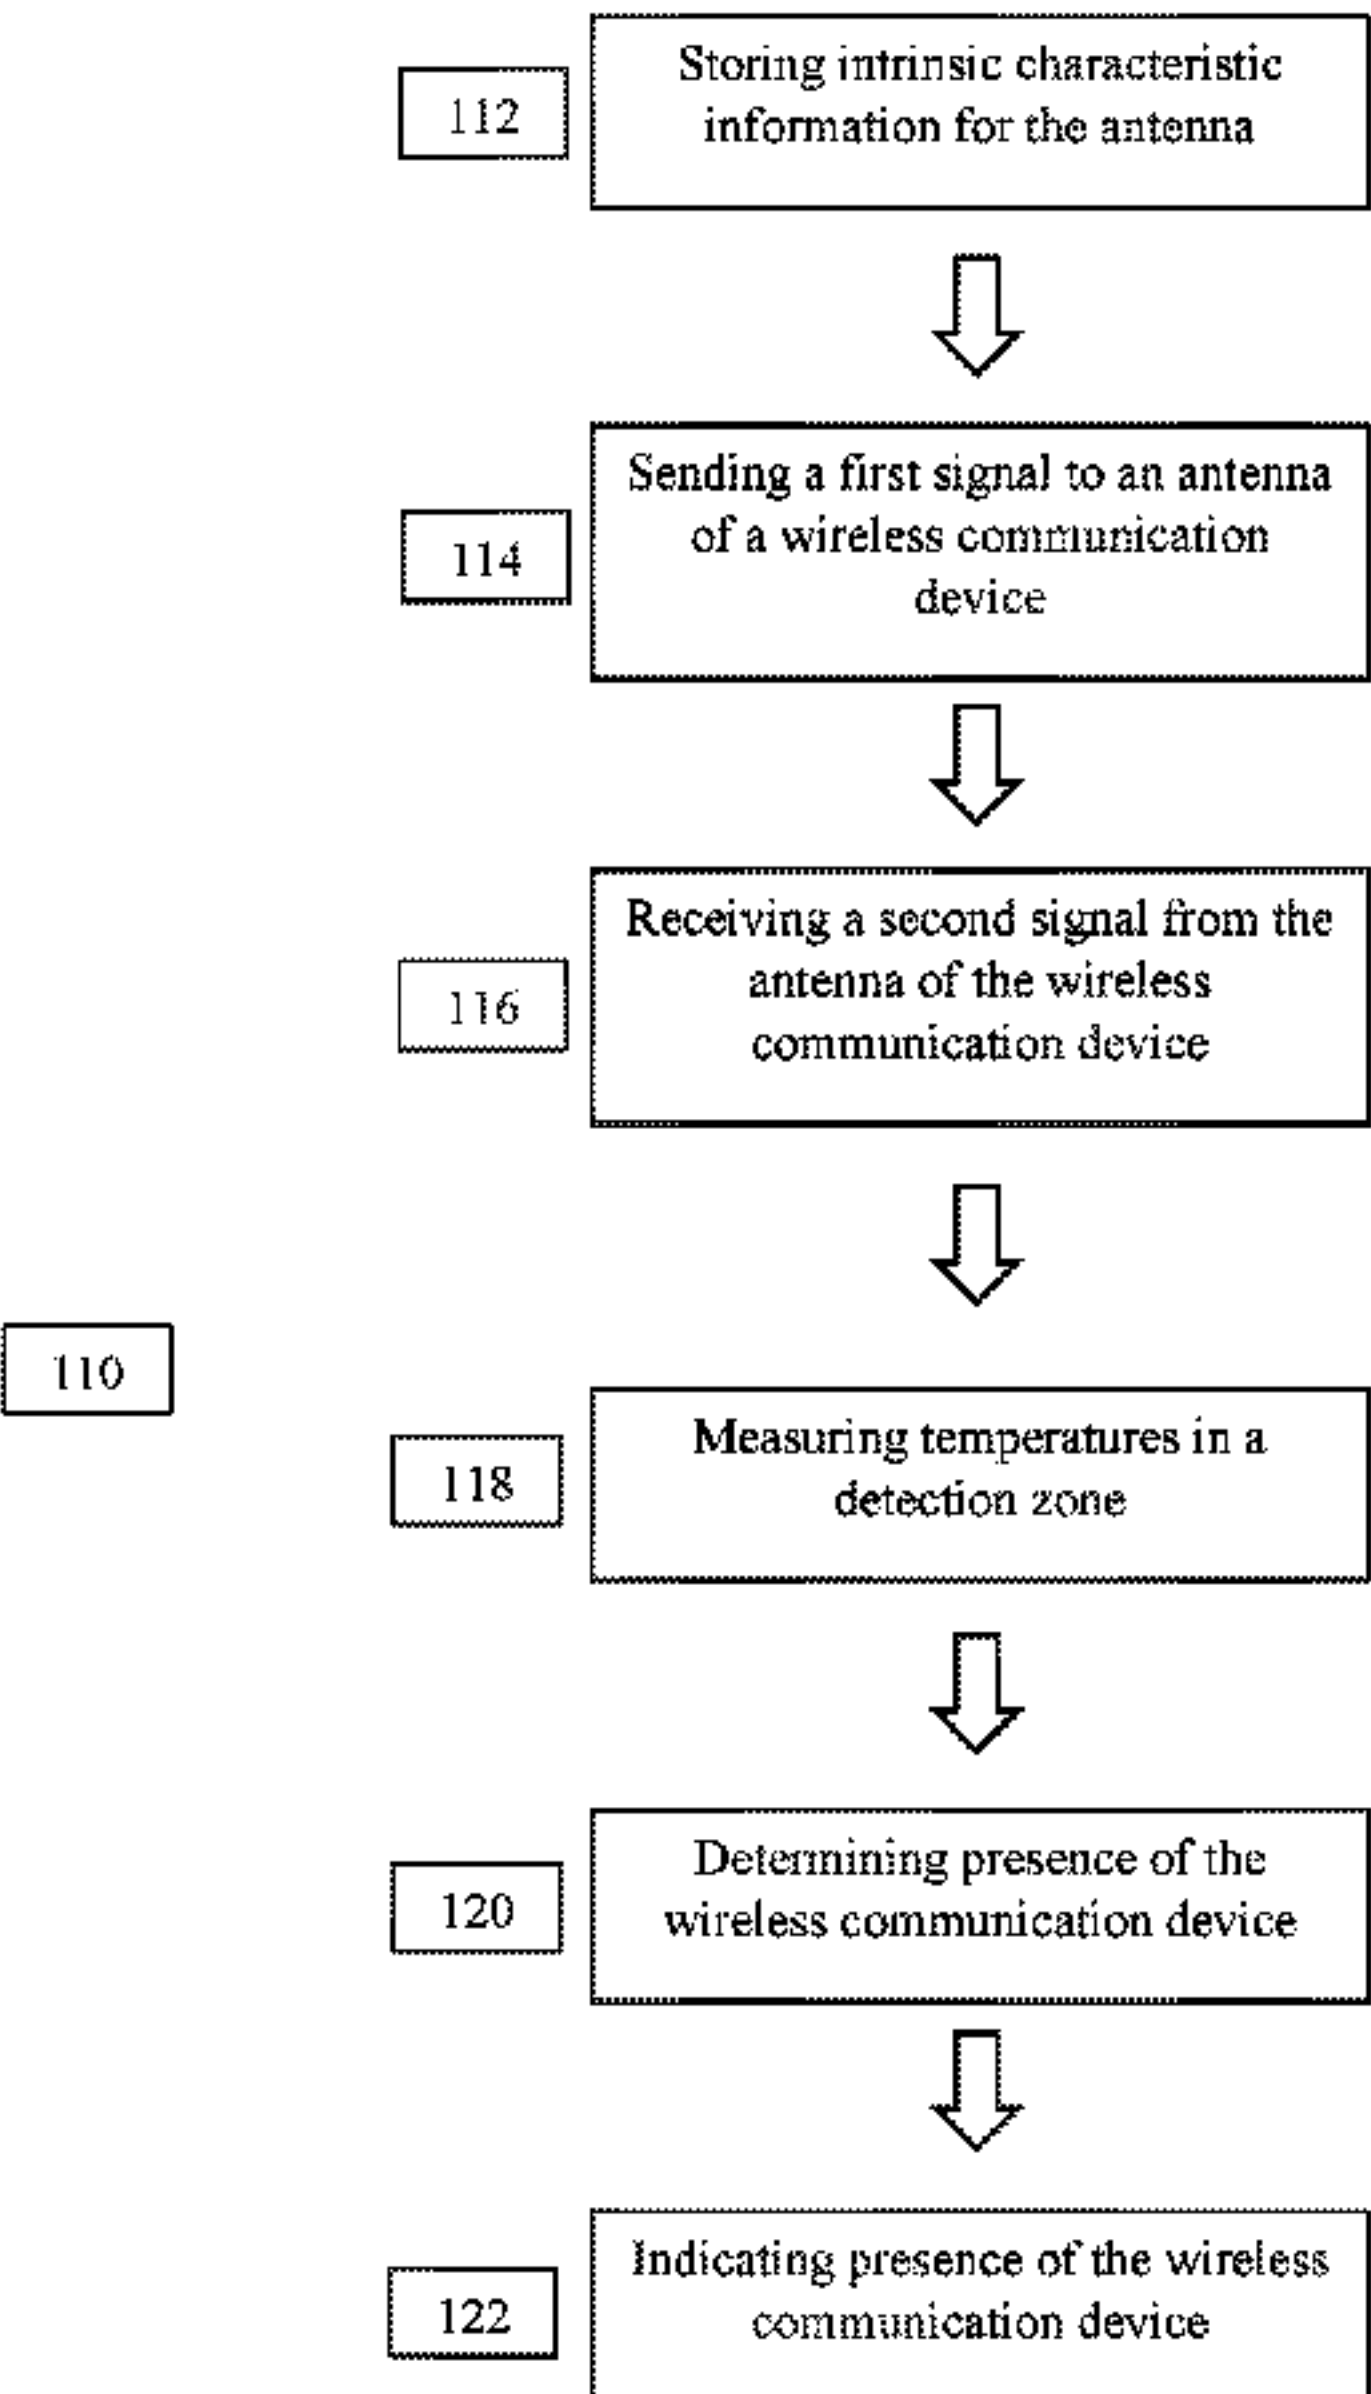 112
Storing intrinsic characteristic
information for the antenna
114
Sending a first signal to an antenna
of a wireless communication
device
116
Receiving a second signal from the
antenna of the wireless
communication device
110
118
Measuring temperatures in a
detection zone
120
Determining presence of the
wireless communication device
122
Indicating presence of the wireless
communication device